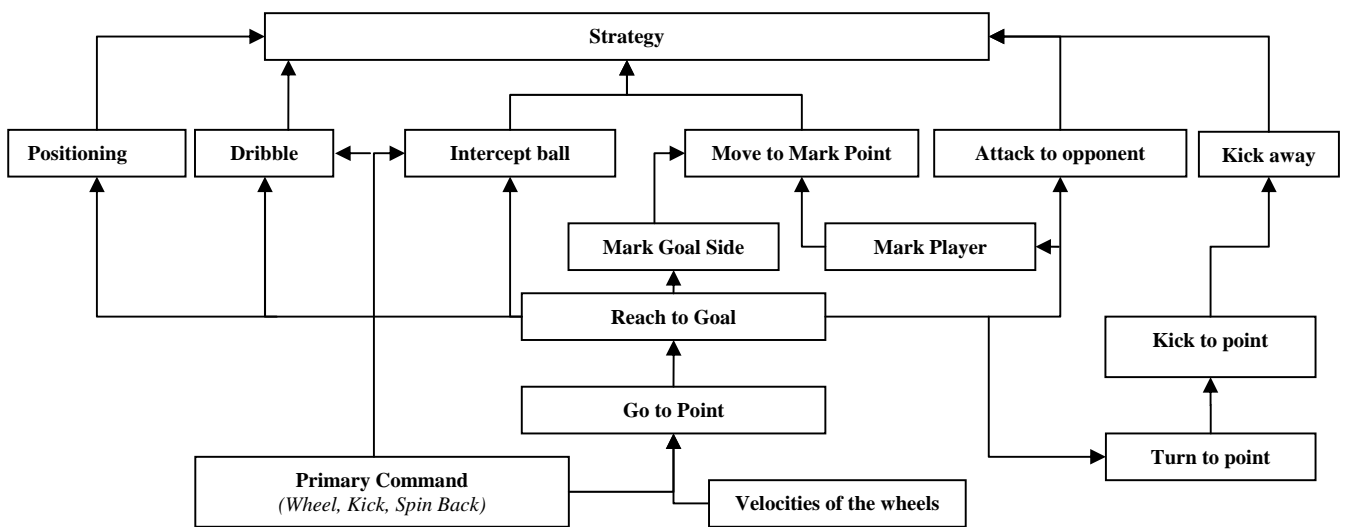 Strategy
Positioning
Dribble
Intercept ball
Move to Mark Point
Attack to opponent
Kick away
Mark Goal Side
Mark Player
Reach to Goal
Kick to point
Go to Point
Turn to point
Primary Command
(Wheel, Kick, Spin Back)
Velocities of the wheels